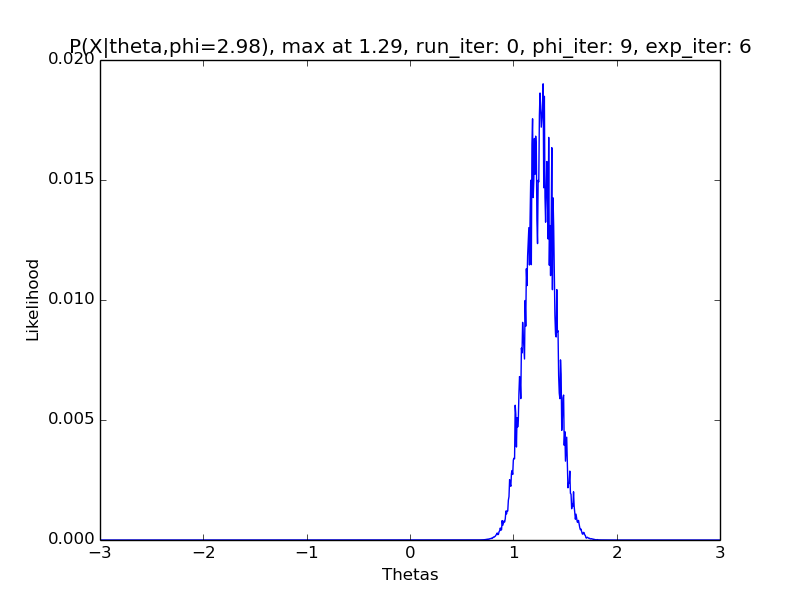 P(X|theta,phi=2.98), max at 1.29, run_iter: 0, phi_iter: 9, exp_iter: 6
0.020
0.015
0.010
0.005
0.000
Likelihood
−3 −2 −1 0 1 2 3
Thetas